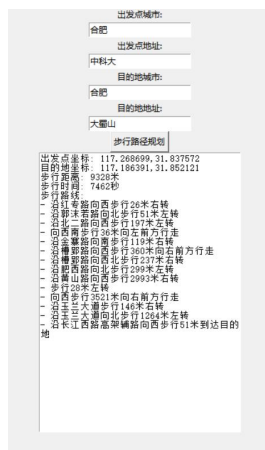 出发点城市:
合肥
出发点地址:
中科大
目的地城市:
合肥
目的地地址:
大蜀山
步行路径规划
出发点坐标: 117.268699,31.837572
目的地坐标: 117.186391,31.852121
步行距离: 9328米
步行时间: 7462秒
步行路线:
- 沿红专路向西步行26米右转
- 沿郭沫若路向北步行51米左转
- 沿北二路向西步行197米左转
- 向西南步行36米向左前方行走
- 沿金寨路向南步行119米右转
- 沿樟郢路向西步行360米向右前方行走
- 沿樟郢路向西北步行237米右转
- 沿肥西路向北步行299米左转
- 沿黄山路向西步行2993米右转
- 步行28米左转
- 向西步行3521米向右前方行走
- 沿玉兰大道步行146米右转
- 沿玉兰大道向北步行1264米左转
- 沿长江西路高架辅路向西步行51米到达目的
地